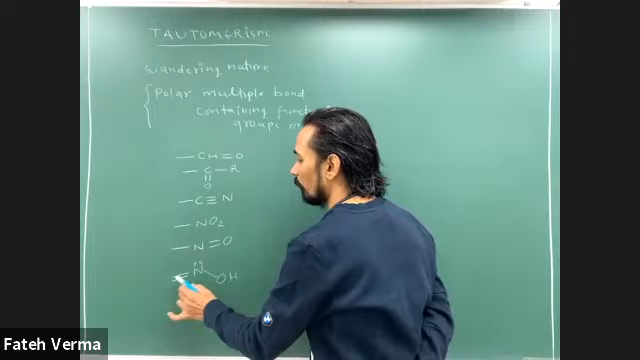 TAUTOMERISM
Wandering nature
Polar multiple bond
containing
groups
— CH = O
— C — R
||
O
— C ≡ N
— NO2
— N = O
= N̈ — OH
Fateh Verma